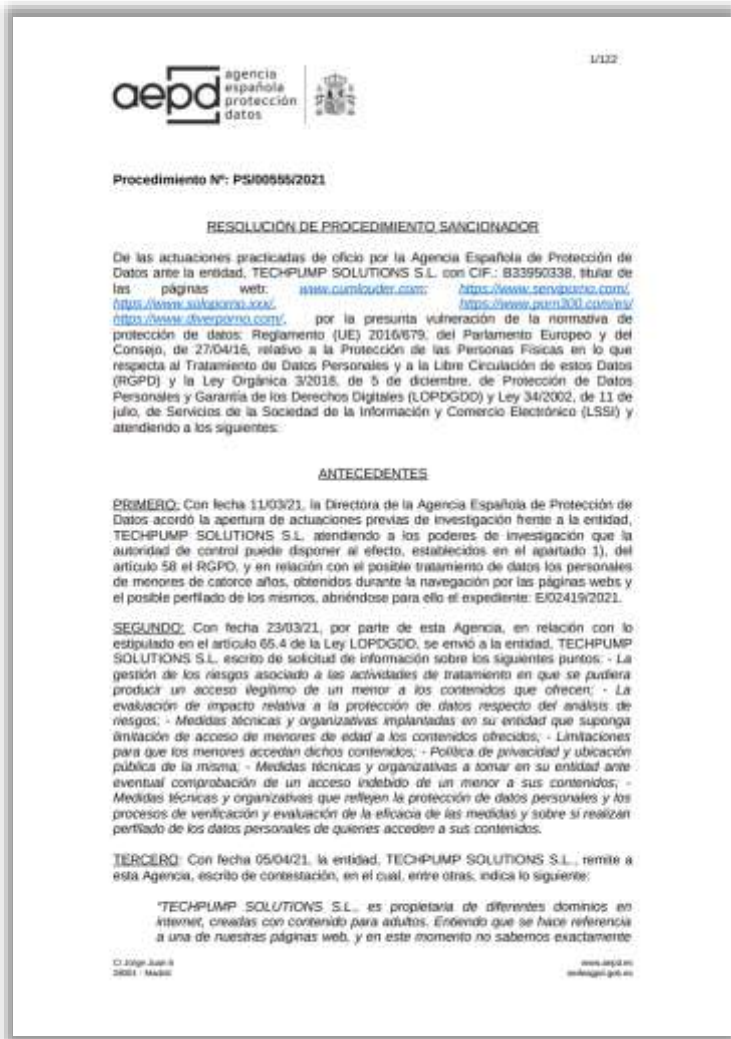 1/122
aepd
agencia
española
protección
datos
Procedimiento Nº: PS/00555/2021
RESOLUCIÓN DE PROCEDIMIENTO SANCIONADOR
De las actuaciones practicadas de oficio por la Agencia Española de Protección de
Datos ante la entidad, TECHPUMP SOLUTIONS S.L. con CIF.: B33950338, titular de
las páginas web: www.cumlouder.com; https://www.serviporno.com/,
https://www.soloporno.xxx/, https://www.porn300.com/es/
https://www.diverporno.com/, por la presunta vulneración de la normativa de
protección de datos: Reglamento (UE) 2016/679, del Parlamento Europeo y del
Consejo, de 27/04/16, relativo a la Protección de las Personas Físicas en lo que
respecta al Tratamiento de Datos Personales y a la Libre Circulación de estos Datos
(RGPD) y la Ley Orgánica 3/2018, de 5 de diciembre, de Protección de Datos
Personales y Garantía de los Derechos Digitales (LOPDGDD) y Ley 34/2002, de 11 de
julio, de Servicios de la Sociedad de la Información y Comercio Electrónico (LSSI) y
atendiendo a los siguientes:
ANTECEDENTES
PRIMERO: Con fecha 11/03/21, la Directora de la Agencia Española de Protección de
Datos acordó la apertura de actuaciones previas de investigación frente a la entidad,
TECHPUMP SOLUTIONS S.L. atendiendo a los poderes de investigación que la
autoridad de control puede disponer al efecto, establecidos en el apartado 1), del
artículo 58 el RGPD, y en relación con el posible tratamiento de datos los personales
de menores de catorce años, obtenidos durante la navegación por las páginas webs y
el posible perfilado de los mismos, abriéndose para ello el expediente: E/02419/2021.
SEGUNDO: Con fecha 23/03/21, por parte de esta Agencia, en relación con lo
estipulado en el artículo 65.4 de la Ley LOPDGDD, se envió a la entidad, TECHPUMP
SOLUTIONS S.L. escrito de solicitud de información sobre los siguientes puntos: - La
gestión de los riesgos asociado a las actividades de tratamiento en que se pudiera
producir un acceso ilegítimo de un menor a los contenidos que ofrecen; - La
evaluación de impacto relativa a la protección de datos respecto del análisis de
riesgos; - Medidas técnicas y organizativas implantadas en su entidad que suponga
limitación de acceso de menores de edad a los contenidos ofrecidos; - Limitaciones
para que los menores accedan dichos contenidos; - Política de privacidad y ubicación
pública de la misma; - Medidas técnicas y organizativas a tomar en su entidad ante
eventual comprobación de un acceso indebido de un menor a sus contenidos; -
Medidas técnicas y organizativas que reflejen la protección de datos personales y los
procesos de verificación y evaluación de la eficacia de las medidas y sobre si realizan
perfilado de los datos personales de quienes acceden a sus contenidos.
TERCERO: Con fecha 05/04/21, la entidad, TECHPUMP SOLUTIONS S.L., remite a
esta Agencia, escrito de contestación, en el cual, entre otras, indica lo siguiente:
"TECHPUMP SOLUTIONS S.L., es propietaria de diferentes dominios en
internet, creadas con contenido para adultos. Entiendo que se hace referencia
a una de nuestras páginas web, y en este momento no sabemos exactamente
C/ Jorge Juan 6
28001 - Madrid
www.aepd.es
sedeagpd.gob.es